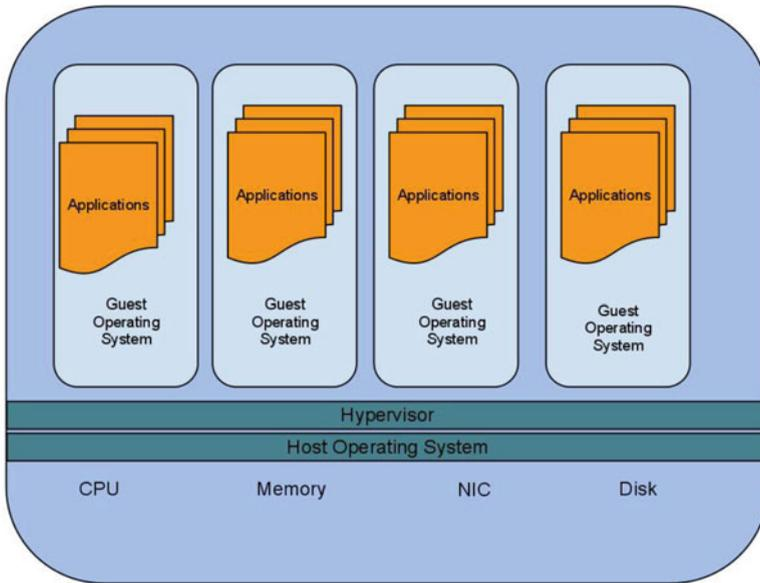 Applications
Applications
Applications
Applications
Guest
Operating
System
Guest
Operating
System
Guest
Operating
System
Guest
Operating
System
Hypervisor
Host Operating System
CPU Memory NIC Disk